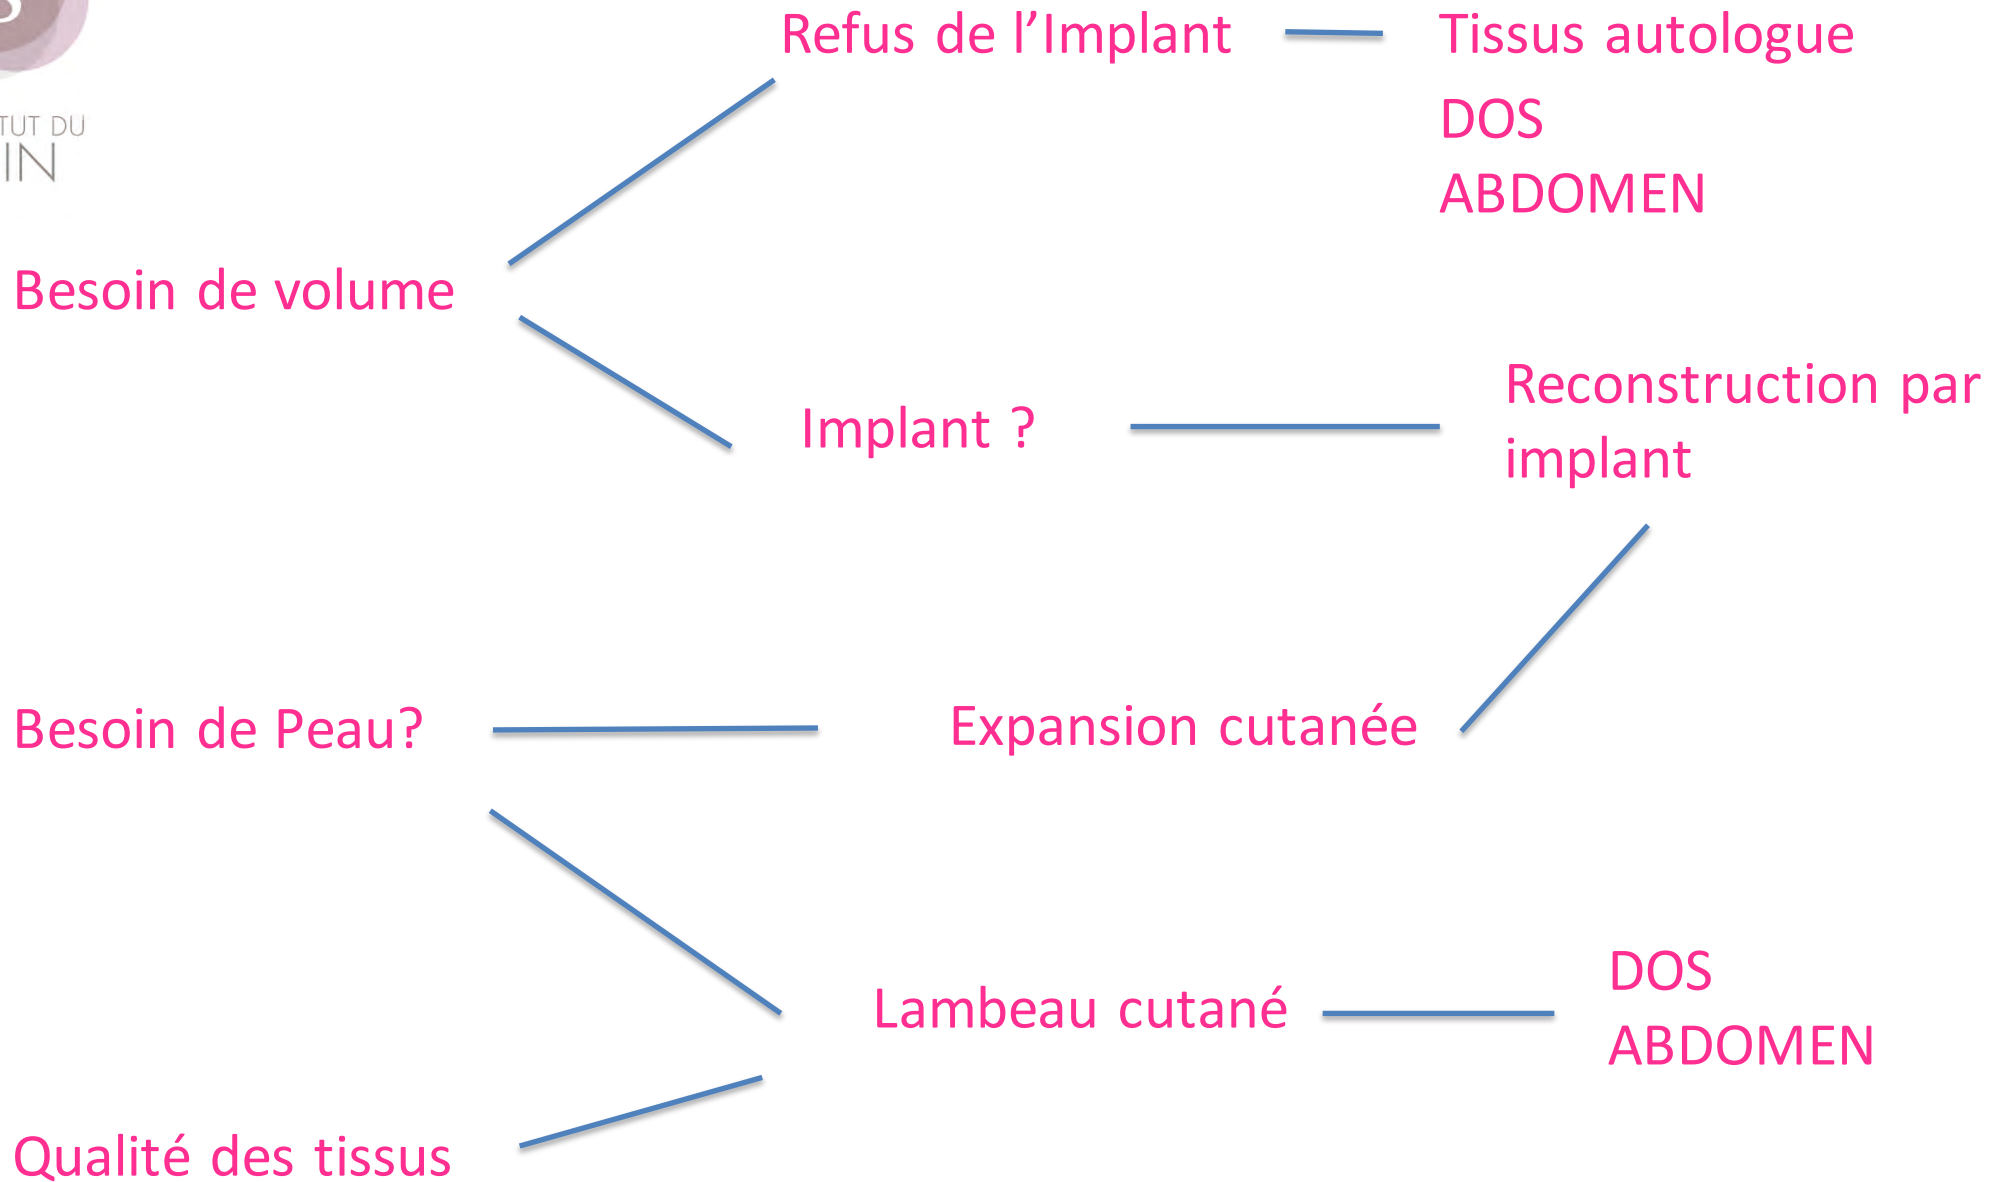 S
TUT DU
IN
Refus de l’Implant
Tissus autologue
DOS
ABDOMEN
Besoin de volume
Implant ?
Reconstruction par
implant
Besoin de Peau?
Expansion cutanée
Lambeau cutané
DOS
ABDOMEN
Qualité des tissus